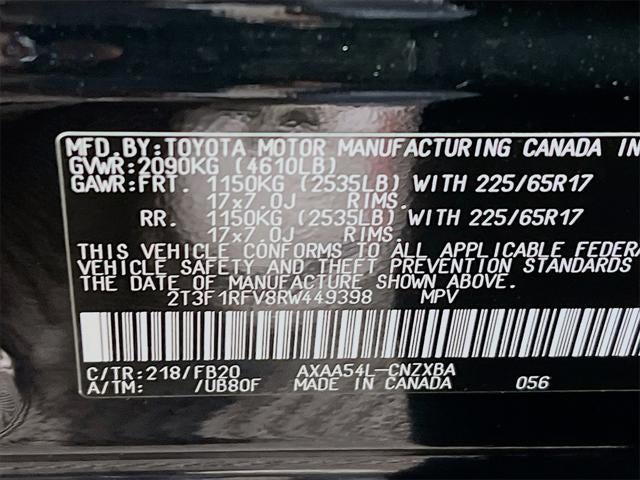 MFD.BY:TOYOTA MOTOR MANUFACTURING CANADA IN
GVWR:2090KG (4610LB)
GAWR:FRT. 1150KG (2535LB) WITH 225/65R17
17x7.0J RIMS.
RR. 1150KG (2535LB) WITH 225/65R17
17x7.0J RIMS.
THIS VEHICLE CONFORMS TO ALL APPLICABLE FEDERA
VEHICLE SAFETY AND THEFT PREVENTION STANDARDS
THE DATE OF MANUFACTURE SHOWN ABOVE.
2T3F1RFV8RW449398 MPV
C/TR:218/FB20 AXAA54L-CNZXBA
A/TM: /UB80F MADE IN CANADA 056